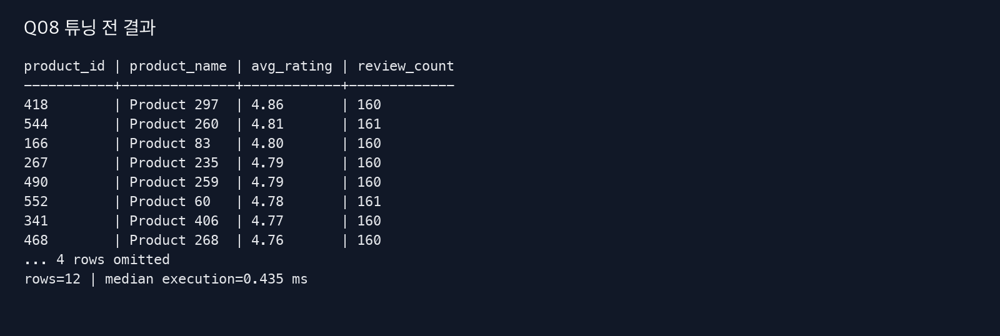 Q08 튜닝 전 결과
product_id | product_name | avg_rating | review_count
-----------+--------------+------------+-------------
418        | Product 297  | 4.86       | 160
544        | Product 260  | 4.81       | 161
166        | Product 83   | 4.80       | 160
267        | Product 235  | 4.79       | 160
490        | Product 259  | 4.79       | 160
552        | Product 60   | 4.78       | 161
341        | Product 406  | 4.77       | 160
468        | Product 268  | 4.76       | 160
... 4 rows omitted
rows=12 | median execution=0.435 ms